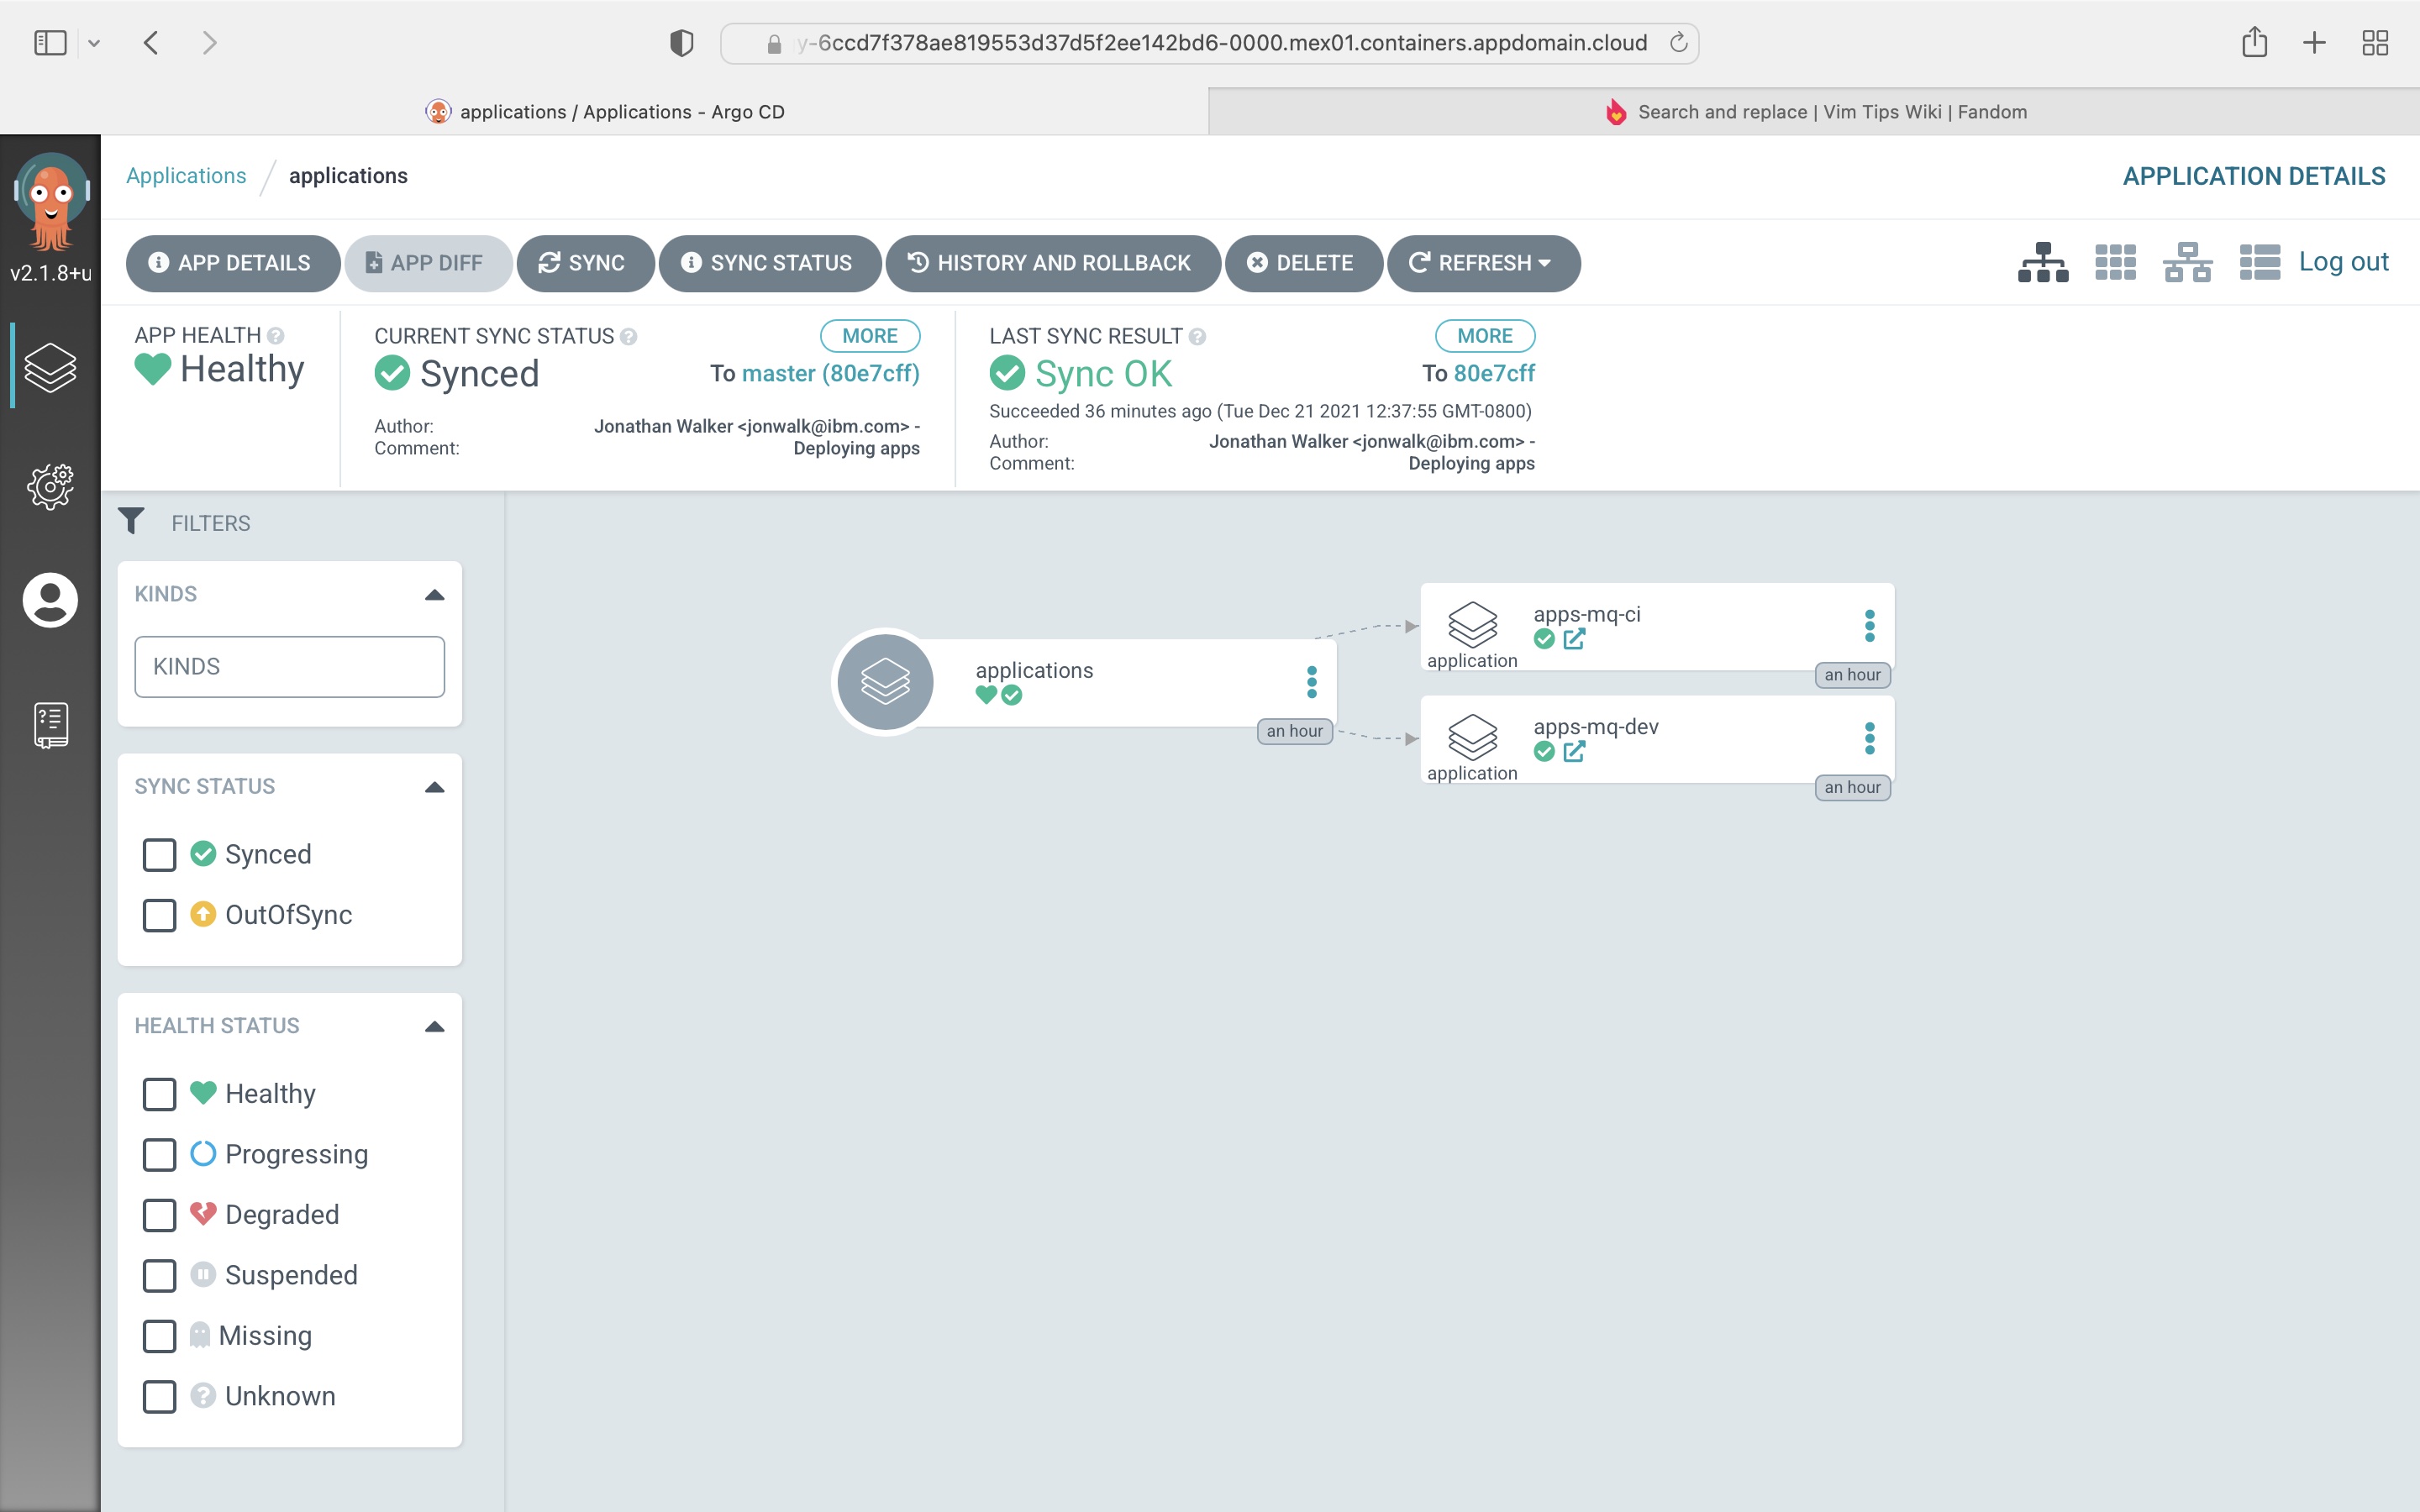 y-6ccd7f378ae819553d37d5f2ee142bd6-0000.mex01.containers.appdomain.cloud
applications / Applications - Argo CD
Search and replace | Vim Tips Wiki | Fandom
v2.1.8+u
Applications / applications
APPLICATION DETAILS
APP DETAILS
APP DIFF
SYNC
SYNC STATUS
HISTORY AND ROLLBACK
DELETE
REFRESH
Log out
APP HEALTH
Healthy
CURRENT SYNC STATUS
MORE
Synced
To master (80e7cff)
Author: Jonathan Walker <jonwalk@ibm.com> -
Comment: Deploying apps
LAST SYNC RESULT
MORE
Sync OK
To 80e7cff
Succeeded 36 minutes ago (Tue Dec 21 2021 12:37:55 GMT-0800)
Author: Jonathan Walker <jonwalk@ibm.com> -
Comment: Deploying apps
FILTERS
KINDS
KINDS
SYNC STATUS
Synced
OutOfSync
HEALTH STATUS
Healthy
Progressing
Degraded
Suspended
Missing
Unknown
applications
an hour
apps-mq-ci
application
an hour
apps-mq-dev
application
an hour